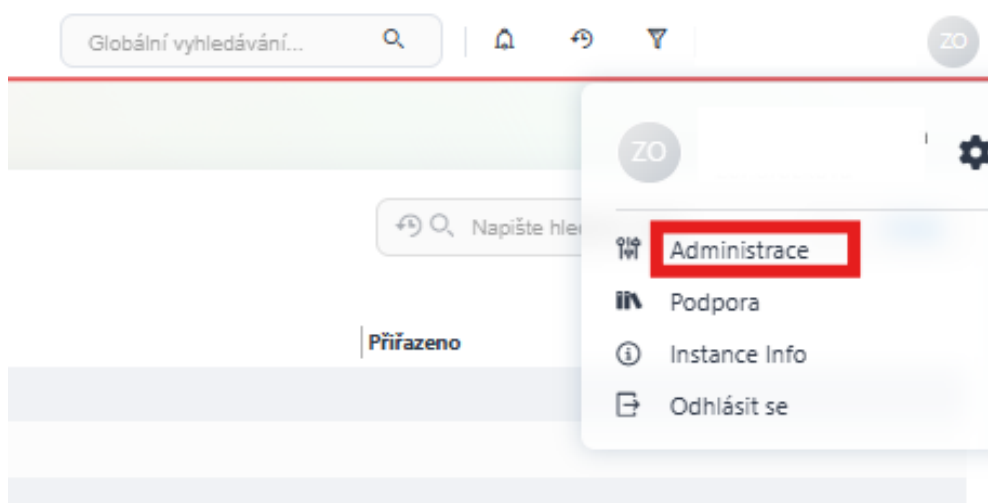 Globální vyhledávání...
ZO
ZO
Napište hle
Administrace
Podpora
Přiřazeno
Instance Info
Odhlásit se